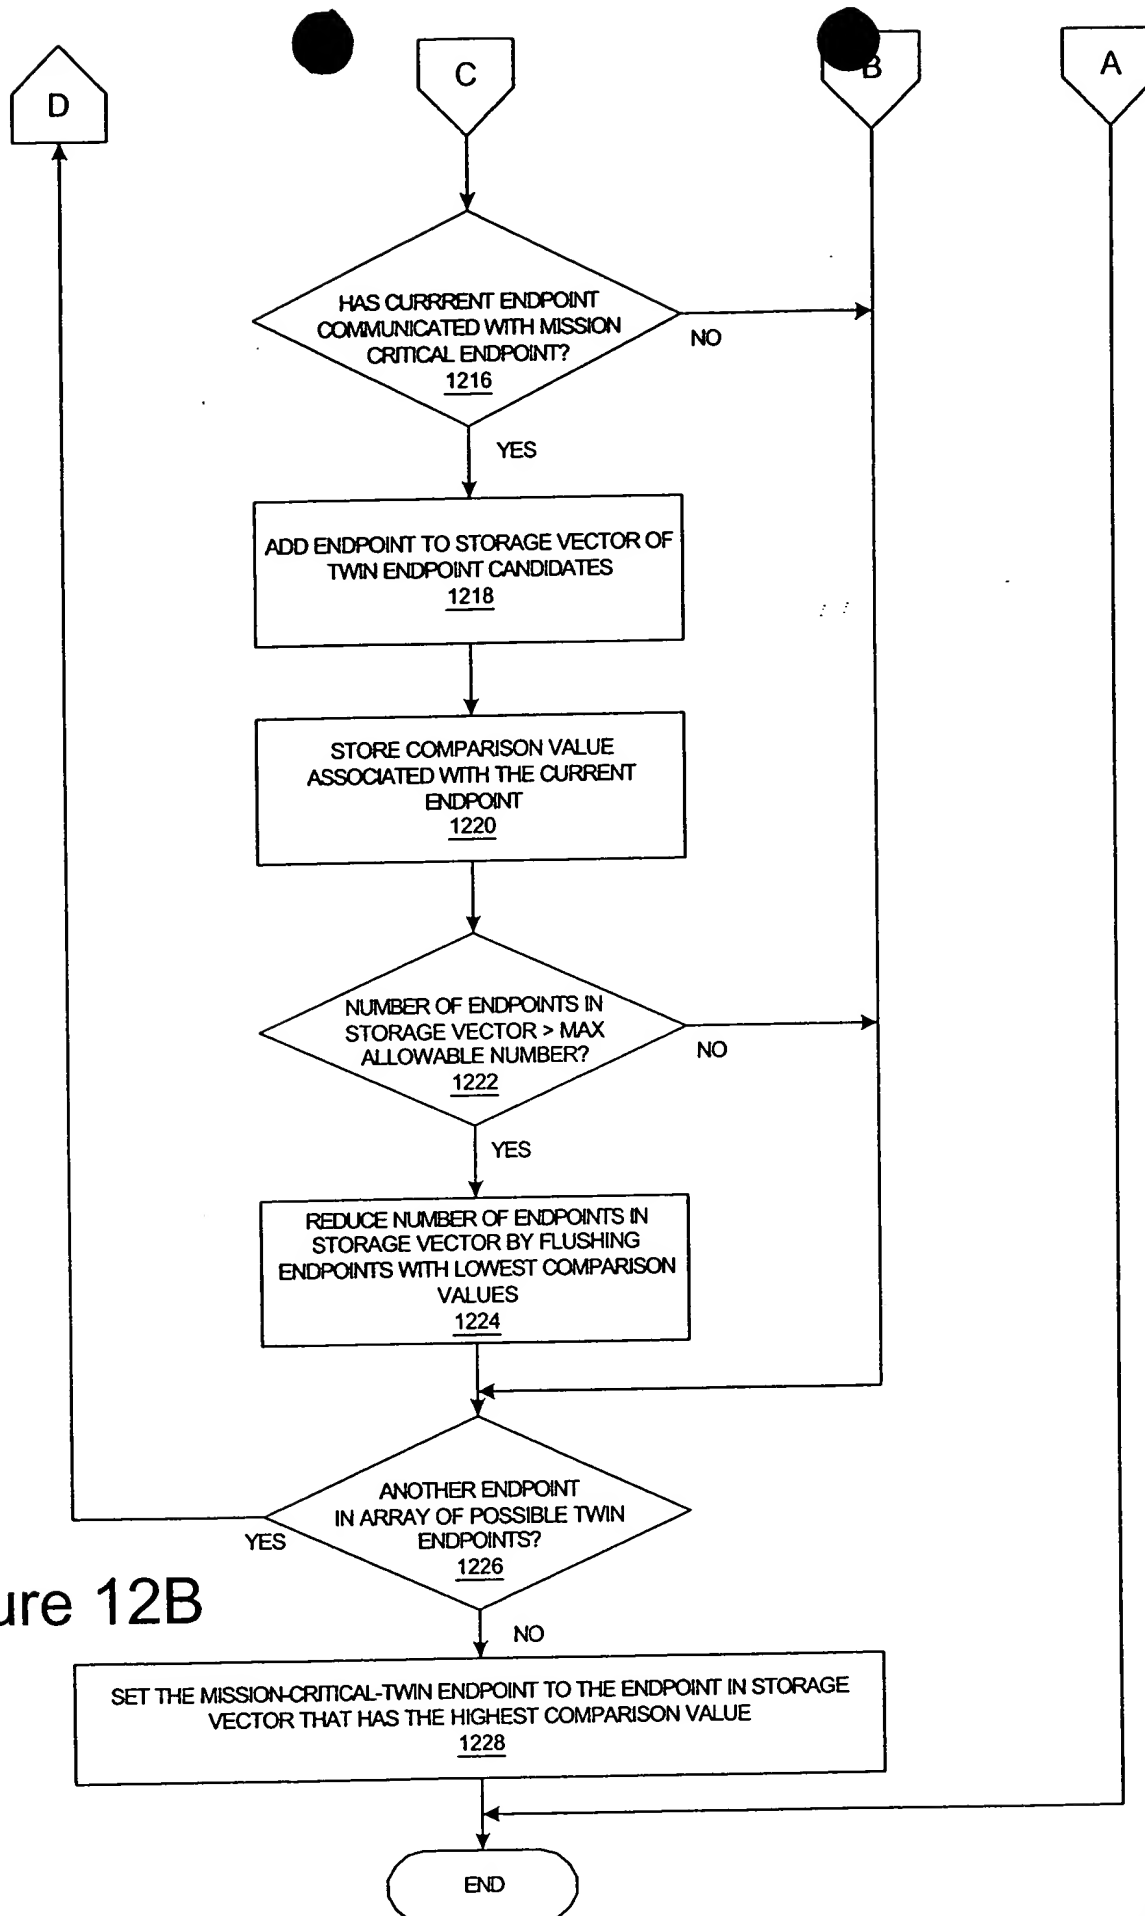 D
C
B
A
HAS CURRRENT ENDPOINT
COMMUNICATED WITH MISSION
CRITICAL ENDPOINT?
1216
NO
YES
ADD ENDPOINT TO STORAGE VECTOR OF
TWIN ENDPOINT CANDIDATES
1218
STORE COMPARISON VALUE
ASSOCIATED WITH THE CURRENT
ENDPOINT
1220
NUMBER OF ENDPOINTS IN
STORAGE VECTOR > MAX
ALLOWABLE NUMBER?
1222
NO
YES
REDUCE NUMBER OF ENDPOINTS IN
STORAGE VECTOR BY FLUSHING
ENDPOINTS WITH LOWEST COMPARISON
VALUES
1224
ANOTHER ENDPOINT
IN ARRAY OF POSSIBLE TWIN
ENDPOINTS?
1226
YES
ure 12B
NO
SET THE MISSION-CRITICAL-TWIN ENDPOINT TO THE ENDPOINT IN STORAGE
VECTOR THAT HAS THE HIGHEST COMPARISON VALUE
1228
END